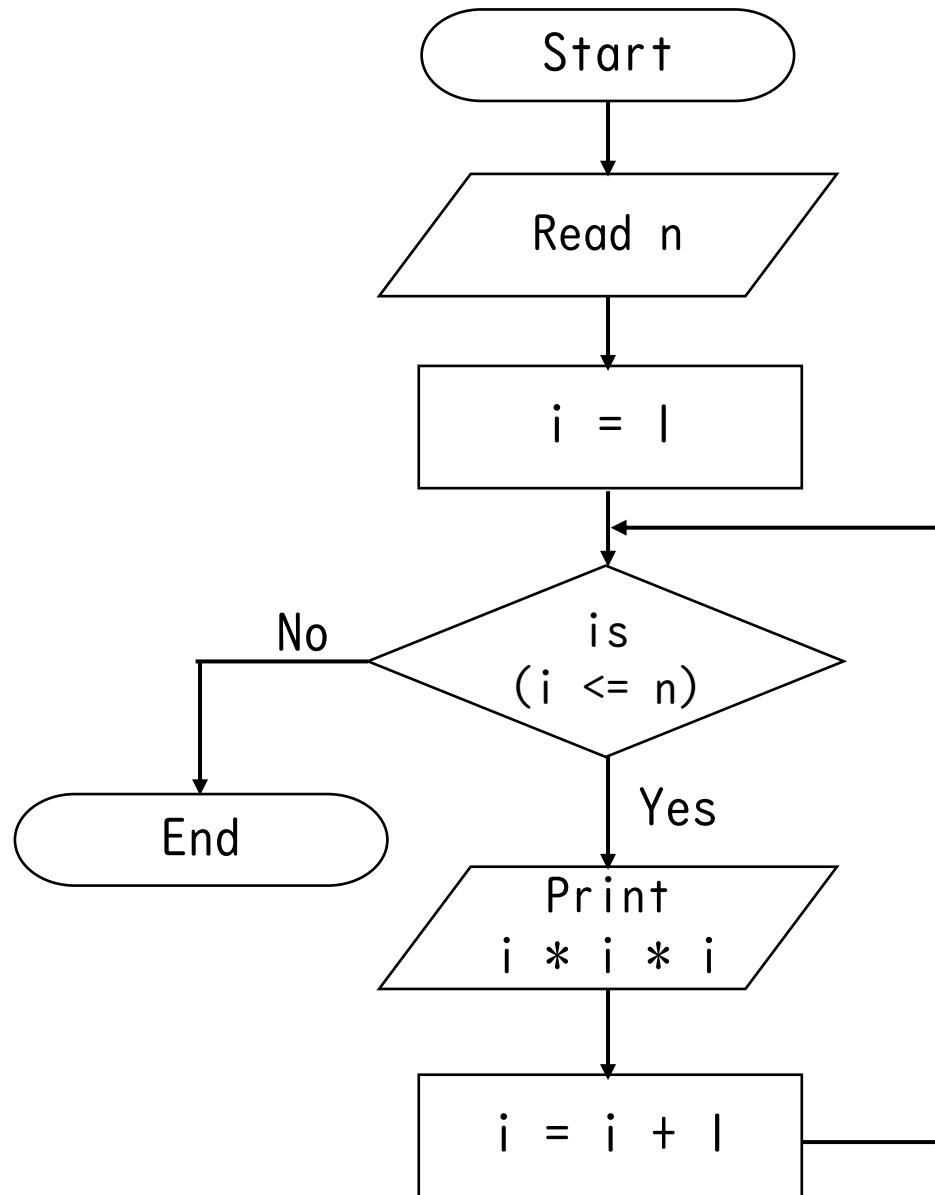 Start
Read n
i = 1
is
(i <= n)
No
Yes
End
Print
i * i * i
i = i + 1